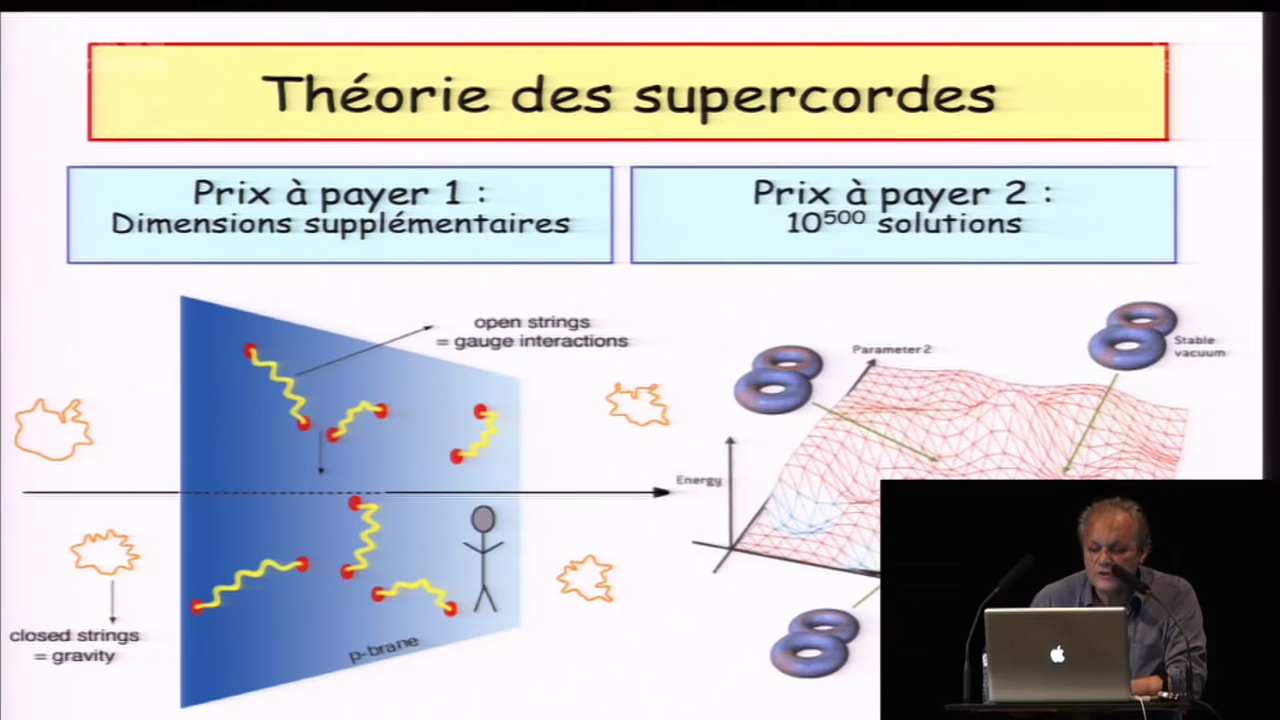 Théorie des supercordes
Prix à payer 1 :
Dimensions supplémentaires
Prix à payer 2 :
10⁵⁰⁰ solutions
open strings
= gauge interactions
closed strings
= gravity
p-brane
Parameter 2
Stable
vacuum
Energy